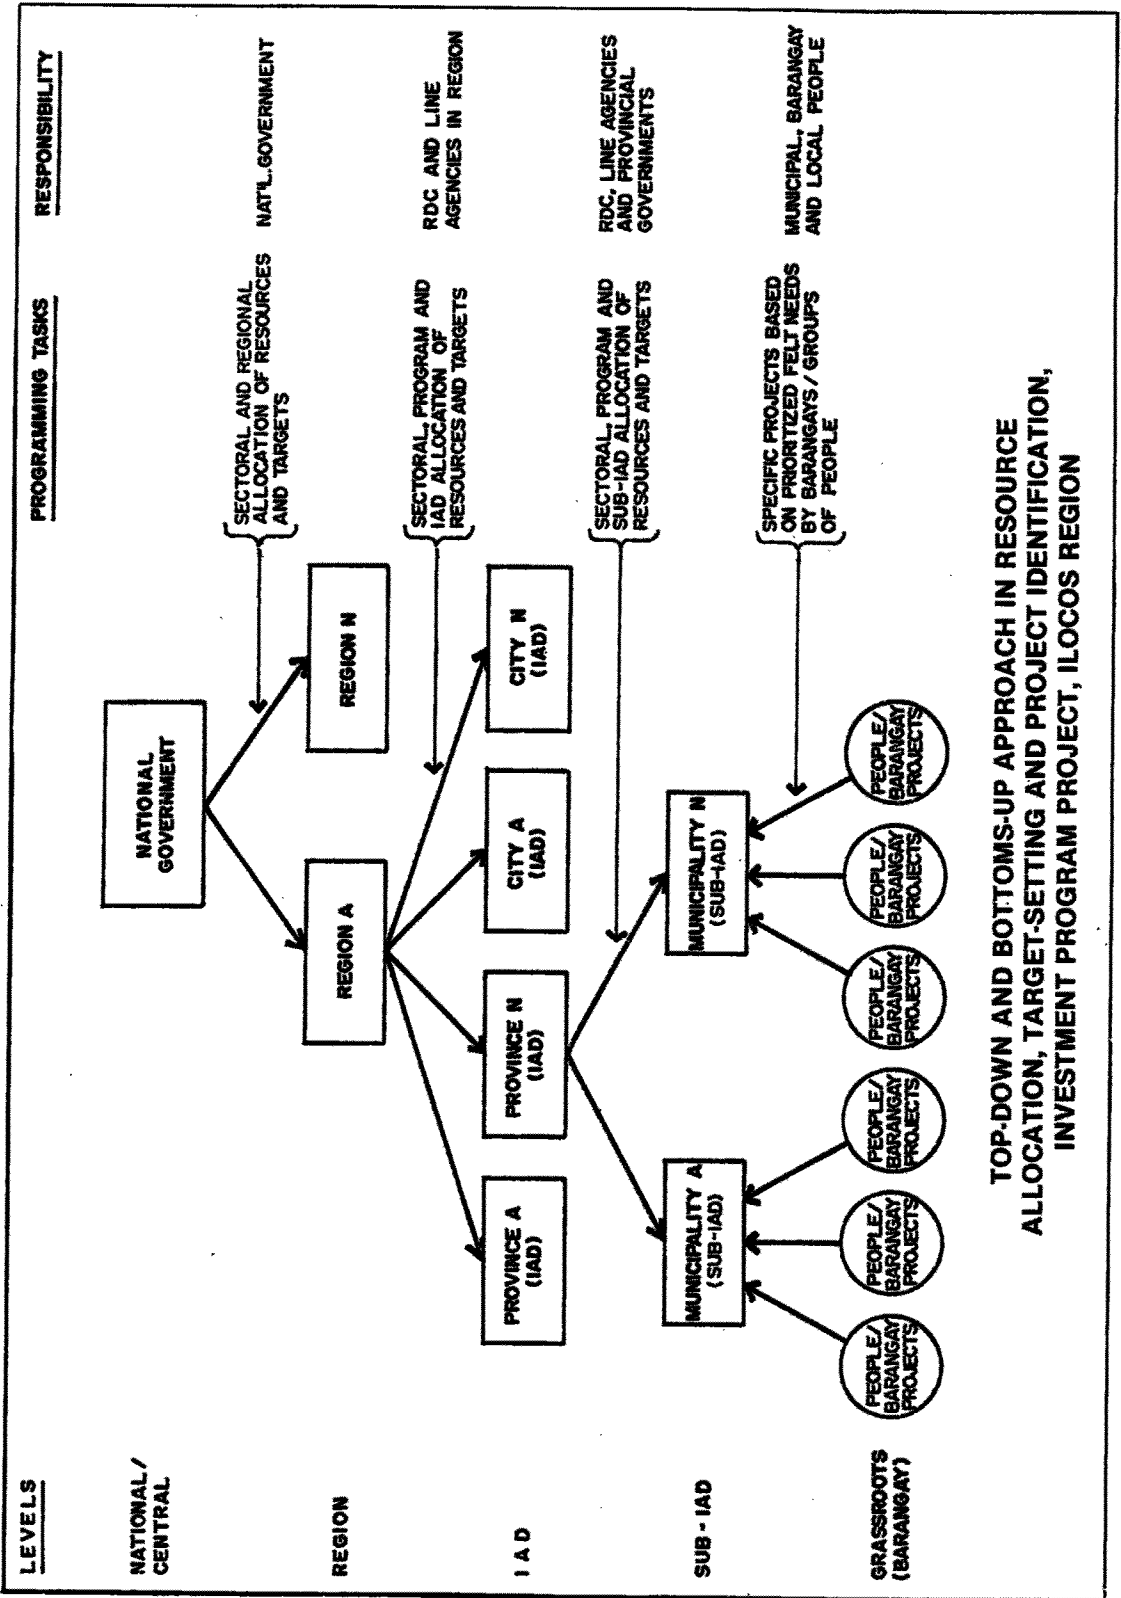 LEVELS
PROGRAMMING TASKS
RESPONSIBILITY
NATIONAL/
CENTRAL
NATIONAL
GOVERNMENT
SECTORAL AND REGIONAL
ALLOCATION OF RESOURCES
AND TARGETS
NAT'L. GOVERNMENT
REGION
REGION A
REGION N
SECTORAL, PROGRAM AND
IAD ALLOCATION OF
RESOURCES AND TARGETS
RDC AND LINE
AGENCIES IN REGION
IAD
PROVINCE A
(IAD)
PROVINCE N
(IAD)
CITY A
(IAD)
CITY N
(IAD)
SECTORAL, PROGRAM AND
SUB-IAD ALLOCATION OF
RESOURCES AND TARGETS
RDC, LINE AGENCIES
AND PROVINCIAL
GOVERNMENTS
SUB-IAD
MUNICIPALITY A
(SUB-IAD)
MUNICIPALITY N
(SUB-IAD)
SPECIFIC PROJECTS BASED
ON PRIORITIZED FELT NEEDS
BY BARANGAYS/GROUPS
OF PEOPLE
MUNICIPAL, BARANGAY
AND LOCAL PEOPLE
GRASSROOTS
(BARANGAY)
PEOPLE/
BARANGAY
PROJECTS
PEOPLE/
BARANGAY
PROJECTS
PEOPLE/
BARANGAY
PROJECTS
PEOPLE/
BARANGAY
PROJECTS
PEOPLE/
BARANGAY
PROJECTS
PEOPLE/
BARANGAY
PROJECTS
TOP-DOWN AND BOTTOMS-UP APPROACH IN RESOURCE
ALLOCATION, TARGET-SETTING AND PROJECT IDENTIFICATION,
INVESTMENT PROGRAM PROJECT, ILOCOS REGION